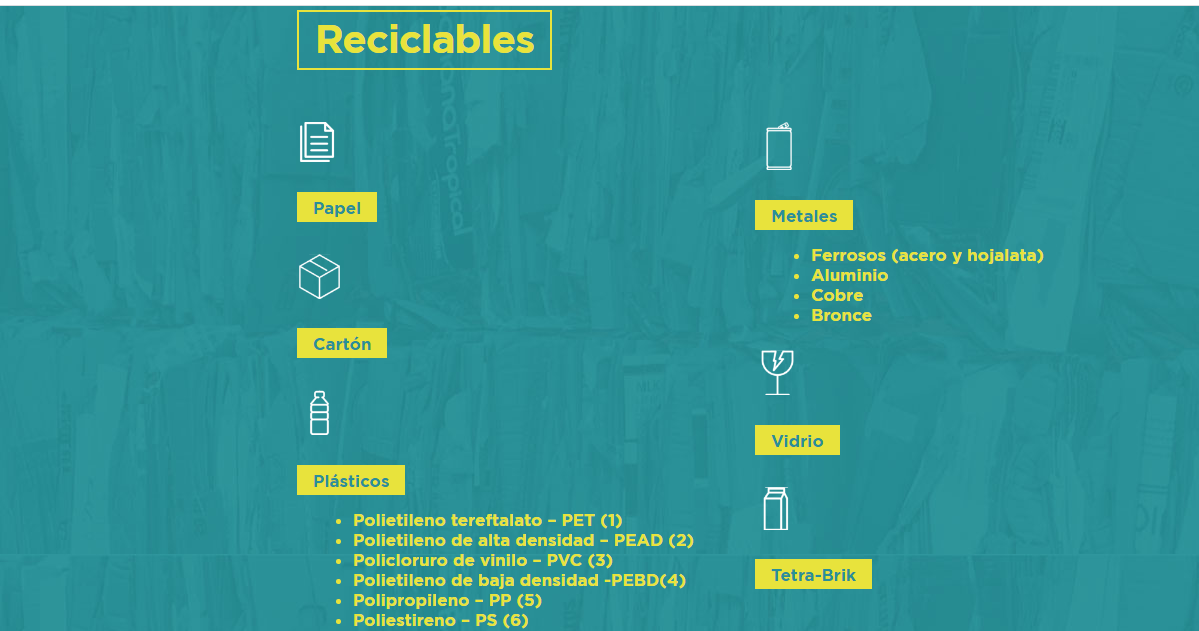 Reciclables
Papel
Cartón
Plásticos
Polietileno tereftalato – PET (1)
Polietileno de alta densidad – PEAD (2)
Policloruro de vinilo – PVC (3)
Polietileno de baja densidad -PEBD(4)
Polipropileno – PP (5)
Poliestireno – PS (6)
Metales
Ferrosos (acero y hojalata)
Aluminio
Cobre
Bronce
Vidrio
Tetra-Brik